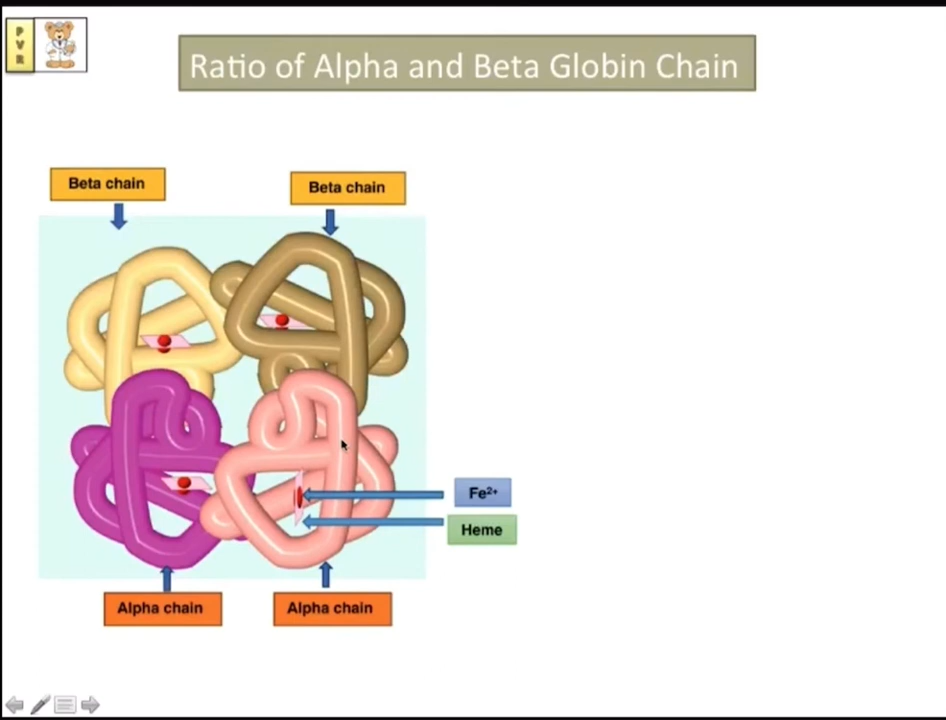 P
V
R
Ratio of Alpha and Beta Globin Chain
Beta chain
Beta chain
Fe²⁺
Heme
Alpha chain
Alpha chain